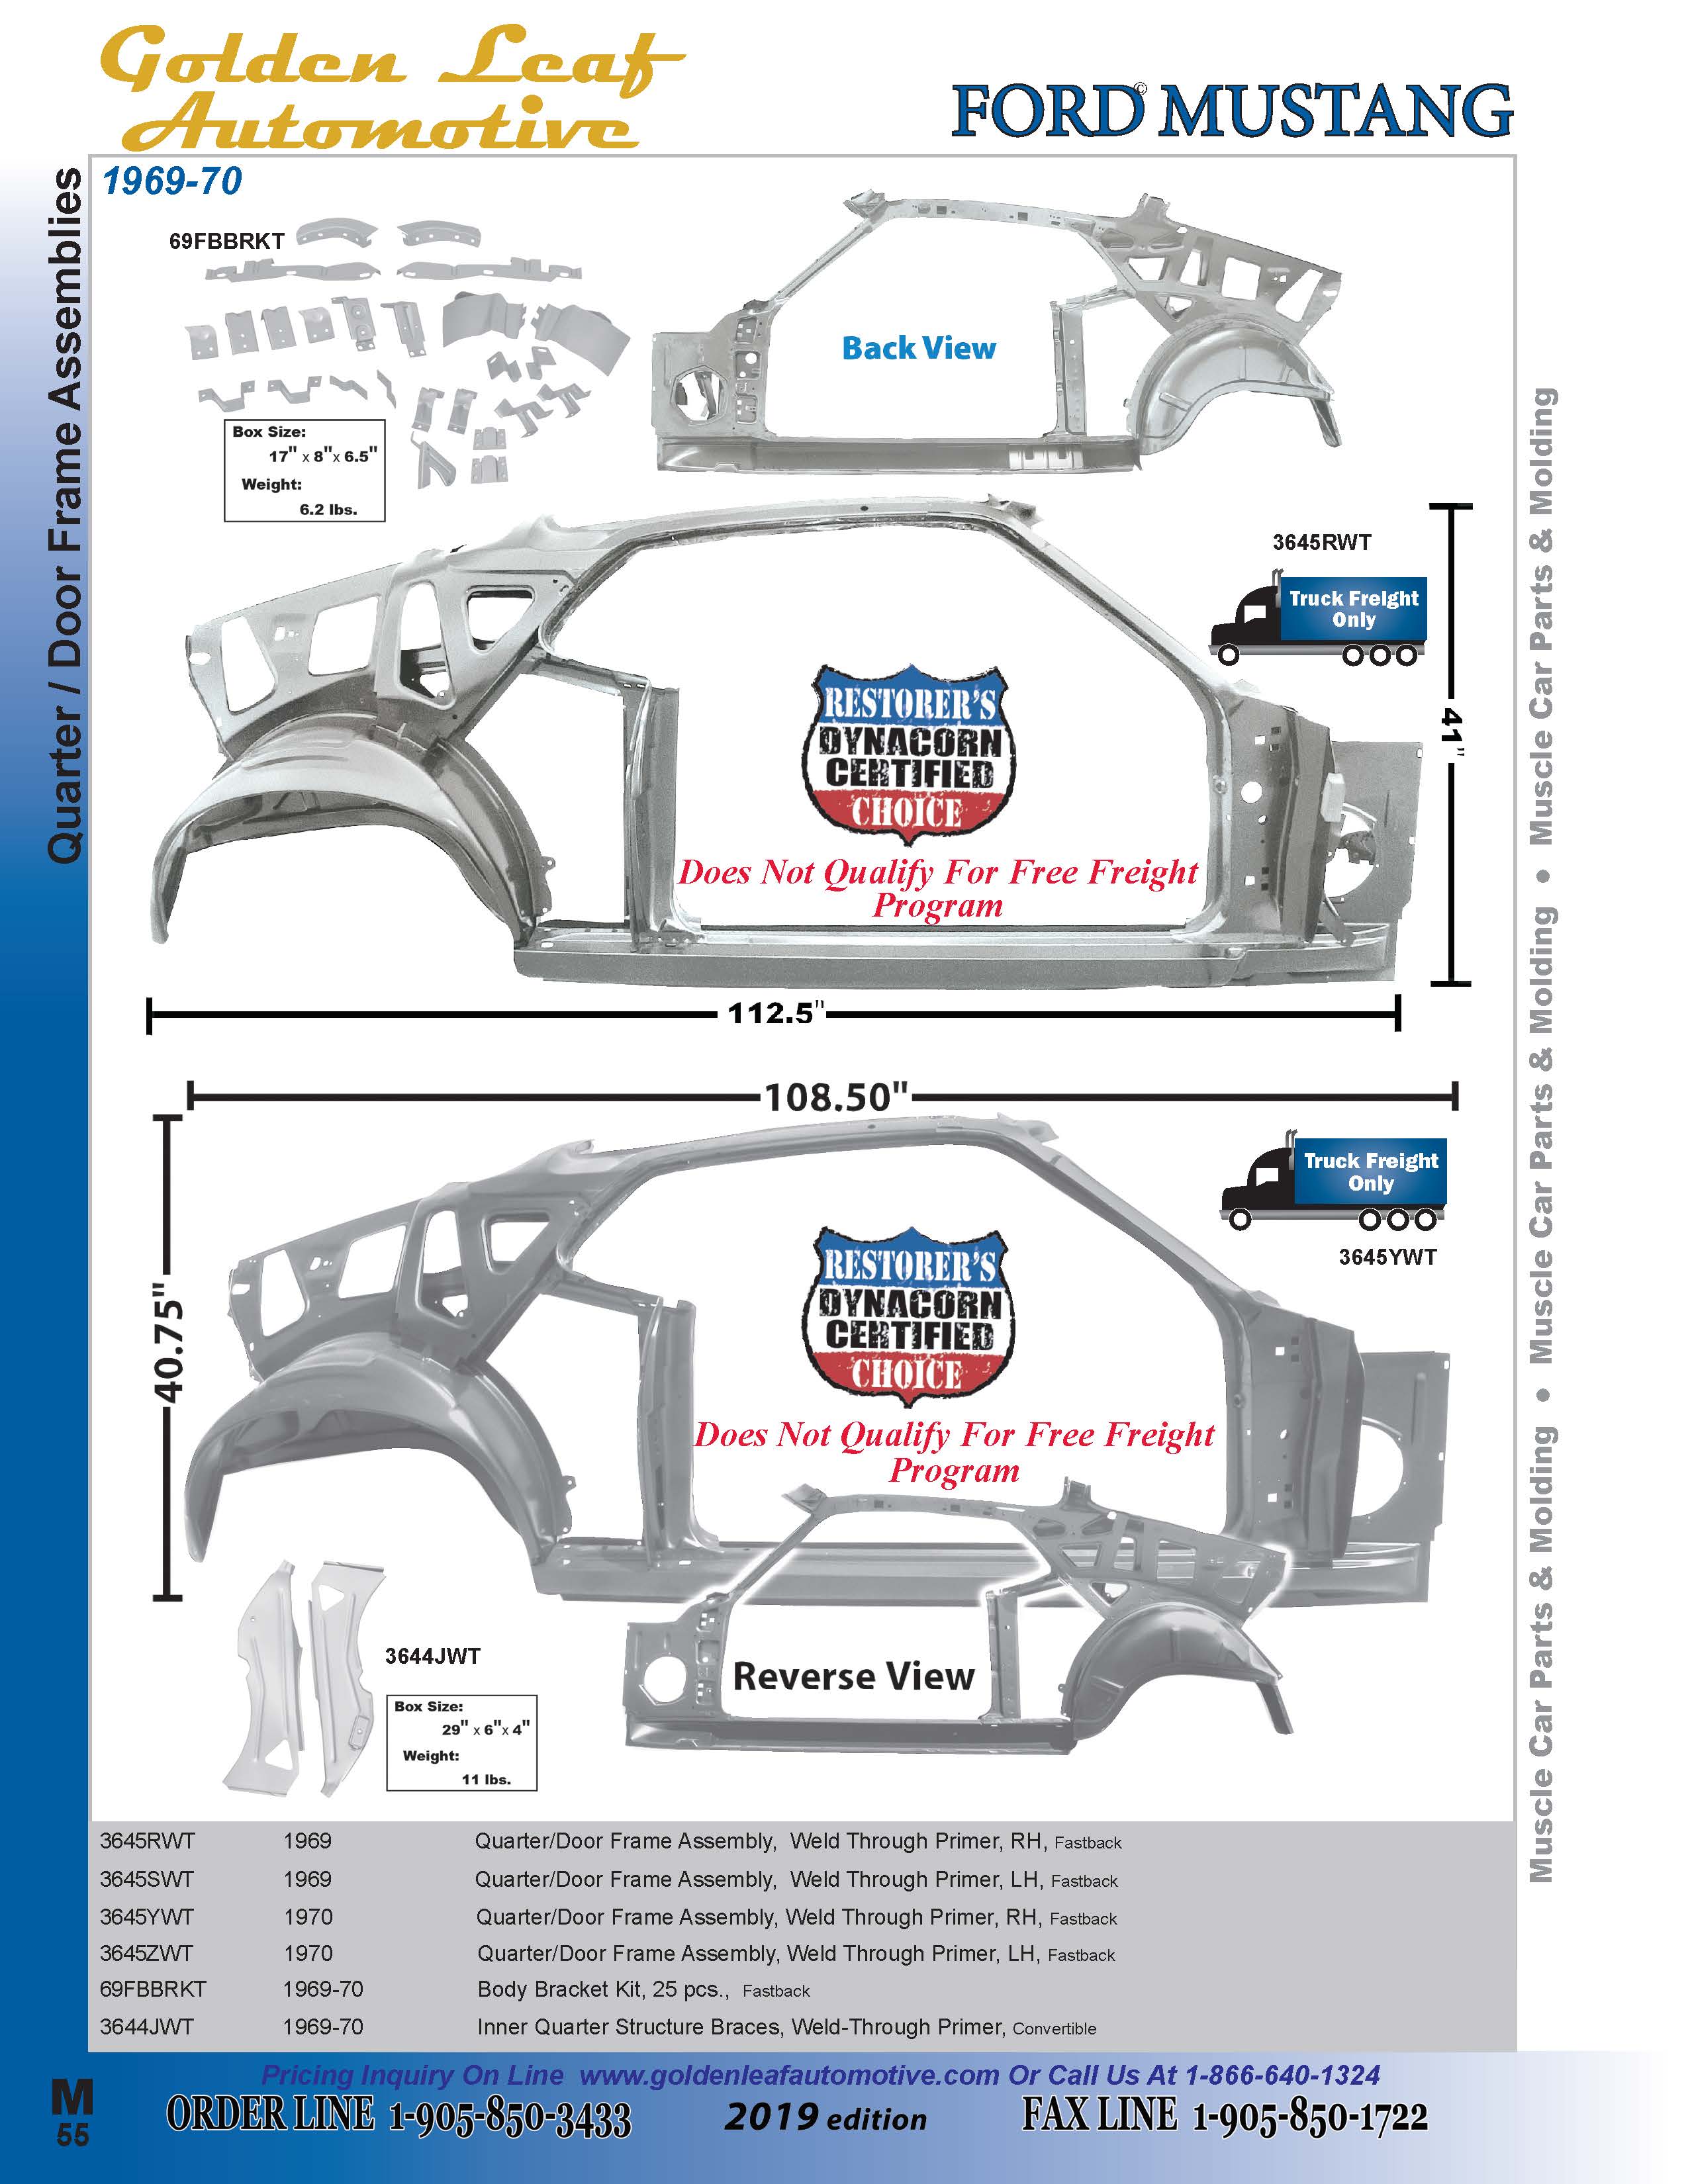 Golden Leaf
Automotive
FORD© MUSTANG
Quarter / Door Frame Assemblies
1969-70
69FBBRKT
Back View
Box Size:
17" x 8"x 6.5"
Weight:
6.2 lbs.
3645RWT
Truck Freight
Only
41"
RESTORER'S
DYNACORN
CERTIFIED
CHOICE
Does Not Qualify For Free Freight
Program
112.5"
108.50"
Truck Freight
Only
3645YWT
40.75"
RESTORER'S
DYNACORN
CERTIFIED
CHOICE
Does Not Qualify For Free Freight
Program
3644JWT
Reverse View
Box Size:
29" x 6"x 4"
Weight:
11 lbs.
Muscle Car Parts & Molding • Muscle Car Parts & Molding • Muscle Car Parts & Molding
3645RWT 1969 Quarter/Door Frame Assembly, Weld Through Primer, RH, Fastback
3645SWT 1969 Quarter/Door Frame Assembly, Weld Through Primer, LH, Fastback
3645YWT 1970 Quarter/Door Frame Assembly, Weld Through Primer, RH, Fastback
3645ZWT 1970 Quarter/Door Frame Assembly, Weld Through Primer, LH, Fastback
69FBBRKT 1969-70 Body Bracket Kit, 25 pcs., Fastback
3644JWT 1969-70 Inner Quarter Structure Braces, Weld-Through Primer, Convertible
Pricing Inquiry On Line www.goldenleafautomotive.com Or Call Us At 1-866-640-1324
M
55
ORDER LINE 1-905-850-3433
2019 edition
FAX LINE 1-905-850-1722